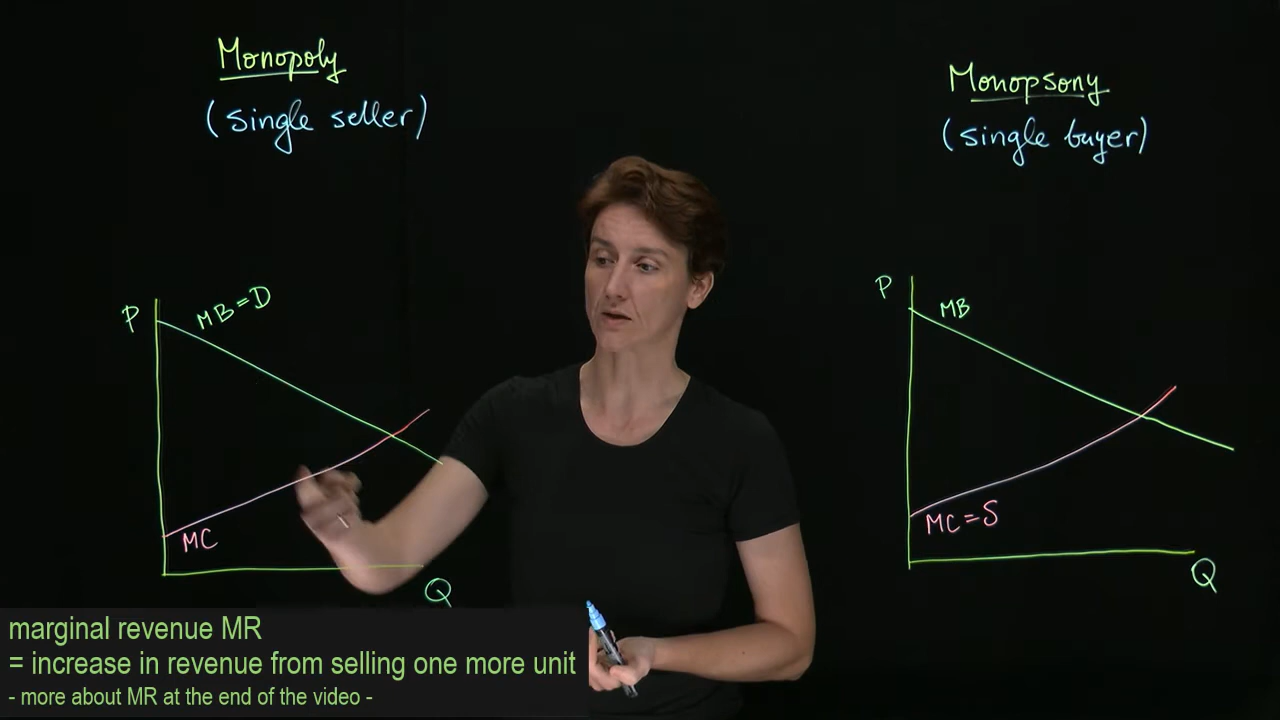 Monopoly
(single seller)
Monopsony
(single buyer)
P
MB = D
MC
Q
P
MB
MC = S
Q
marginal revenue MR
= increase in revenue from selling one more unit
- more about MR at the end of the video -